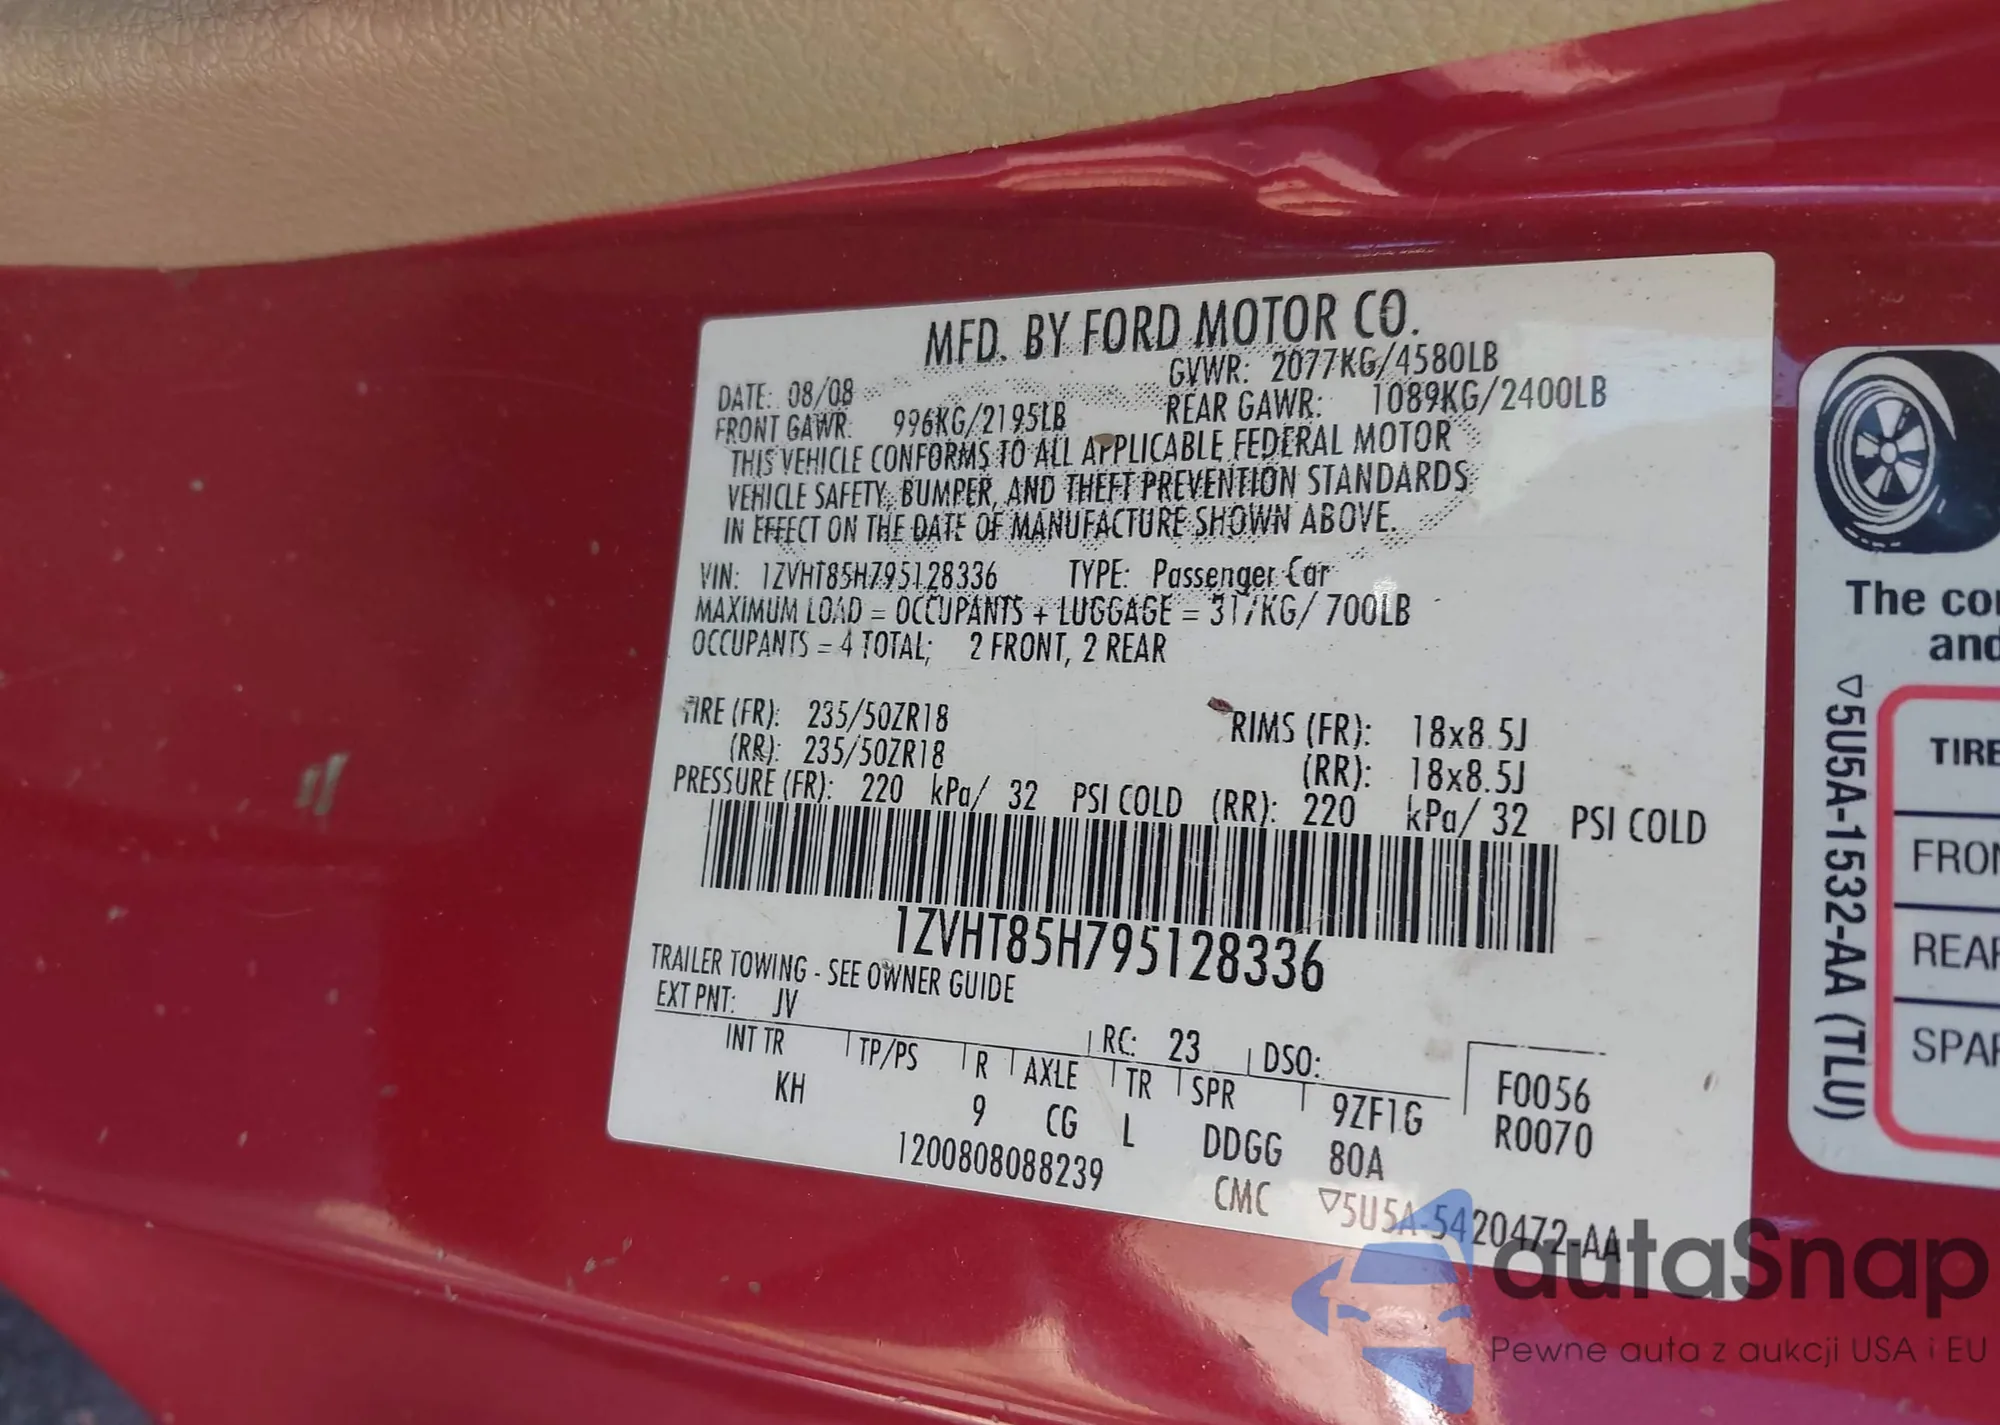 MFD. BY FORD MOTOR CO.
DATE: 08/08 GVWR: 2077KG/4580LB
FRONT GAWR: 996KG/2195LB REAR GAWR: 1089KG/2400LB
THIS VEHICLE CONFORMS TO ALL APPLICABLE FEDERAL MOTOR
VEHICLE SAFETY, BUMPER, AND THEFT PREVENTION STANDARDS
IN EFFECT ON THE DATE OF MANUFACTURE SHOWN ABOVE.
VIN: 1ZVHT85H795128336 TYPE: Passenger Car
MAXIMUM LOAD = OCCUPANTS + LUGGAGE = 317KG/ 700LB
OCCUPANTS = 4 TOTAL; 2 FRONT, 2 REAR
TIRE (FR): 235/50ZR18 RIMS (FR): 18x8.5J
(RR): 235/50ZR18 (RR): 18x8.5J
PRESSURE (FR): 220 kPa/ 32 PSI COLD (RR): 220 kPa/ 32 PSI COLD
1ZVHT85H795128336
TRAILER TOWING - SEE OWNER GUIDE
EXT PNT: JV RC: 23 DSO:
INT TR TP/PS R AXLE TR SPR 9ZF1G F0056
KH 9 CG L DDGG 80A R0070
1200808088239 CMC ▽5U5A-5420472-AA
The con
and
▽5U5A-1532-AA (TLU)
TIRE
FRON
REAR
SPAR
autaSnap
Pewne auta z aukcji USA i EU